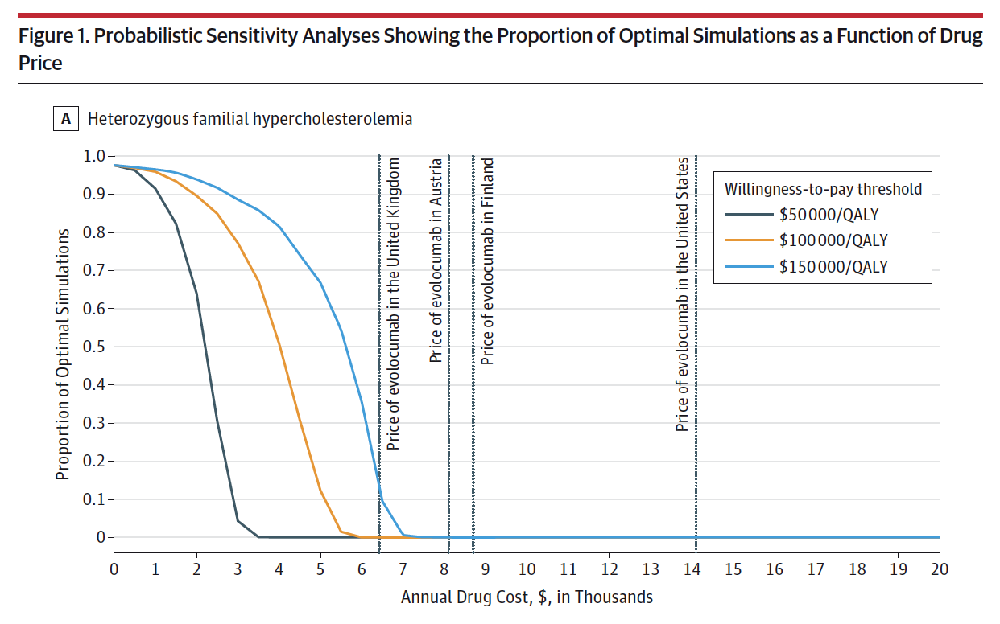 Figure 1. Probabilistic Sensitivity Analyses Showing the Proportion of Optimal Simulations as a Function of Drug
Price
A Heterozygous familial hypercholesterolemia
Proportion of Optimal Simulations
1.0
0.9
0.8
0.7
0.6
0.5
0.4
0.3
0.2
0.1
0
Price of evolocumab in the United Kingdom
Price of evolocumab in Austria
Price of evolocumab in Finland
Price of evolocumab in the United States
Willingness-to-pay threshold
$50 000/QALY
$100 000/QALY
$150 000/QALY
0 1 2 3 4 5 6 7 8 9 10 11 12 13 14 15 16 17 18 19 20
Annual Drug Cost, $, in Thousands